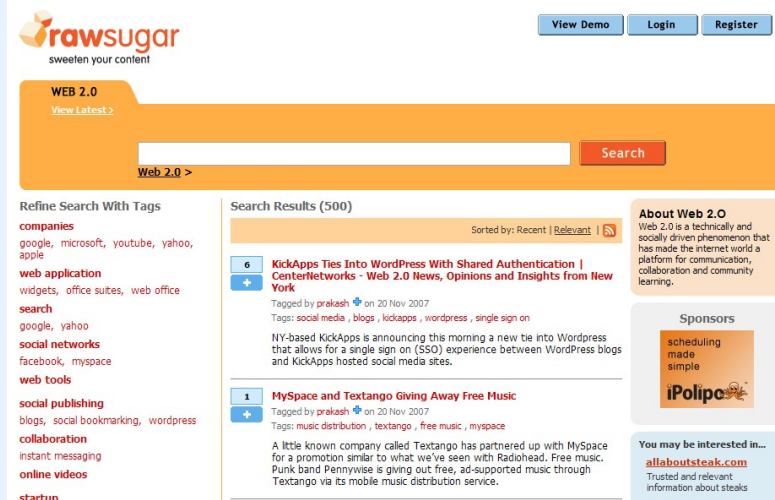 rawsugar
sweeten your content
View Demo
Login
Register
WEB 2.0
View Latest >
Search
Web 2.0 >
Refine Search With Tags
companies
google, microsoft, youtube, yahoo,
apple
web application
widgets, office suites, web office
search
google, yahoo
social networks
facebook, myspace
web tools
social publishing
blogs, social bookmarking, wordpress
collaboration
instant messaging
online videos
startup
Search Results (500)
Sorted by: Recent | Relevant |
6
KickApps Ties Into WordPress With Shared Authentication |
CenterNetworks - Web 2.0 News, Opinions and Insights from New
York
Tagged by prakash on 20 Nov 2007
Tags: social media , blogs , kickapps , wordpress , single sign on
NY-based KickApps is announcing this morning a new tie into Wordpress
that allows for a single sign on (SSO) experience between WordPress blogs
and KickApps hosted social media sites.
1
MySpace and Textango Giving Away Free Music
Tagged by prakash on 20 Nov 2007
Tags: music distribution , textango , free music , myspace
A little known company called Textango has partnered up with MySpace
for a promotion similar to what we've seen with Radiohead. Free music.
Punk band Pennywise is giving out free, ad-supported music through
Textango via its mobile music distribution service.
About Web 2.O
Web 2.0 is a technically and
socially driven phenomenon that
has made the internet world a
platform for communication,
collaboration and community
learning.
Sponsors
scheduling
made
simple
iPolipo
You may be interested in...
allaboutsteak.com
Trusted and relevant
information about steaks